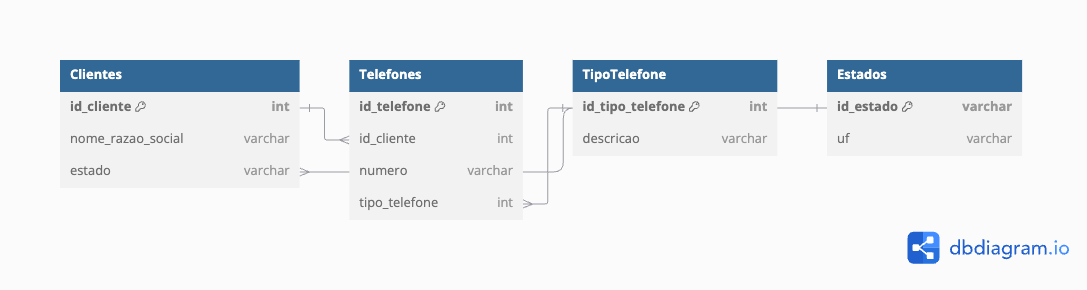 Clientes
id_cliente int
nome_razao_social varchar
estado varchar
Telefones
id_telefone int
id_cliente int
numero varchar
tipo_telefone int
TipoTelefone
id_tipo_telefone int
descricao varchar
Estados
id_estado varchar
uf varchar
dbdiagram.io